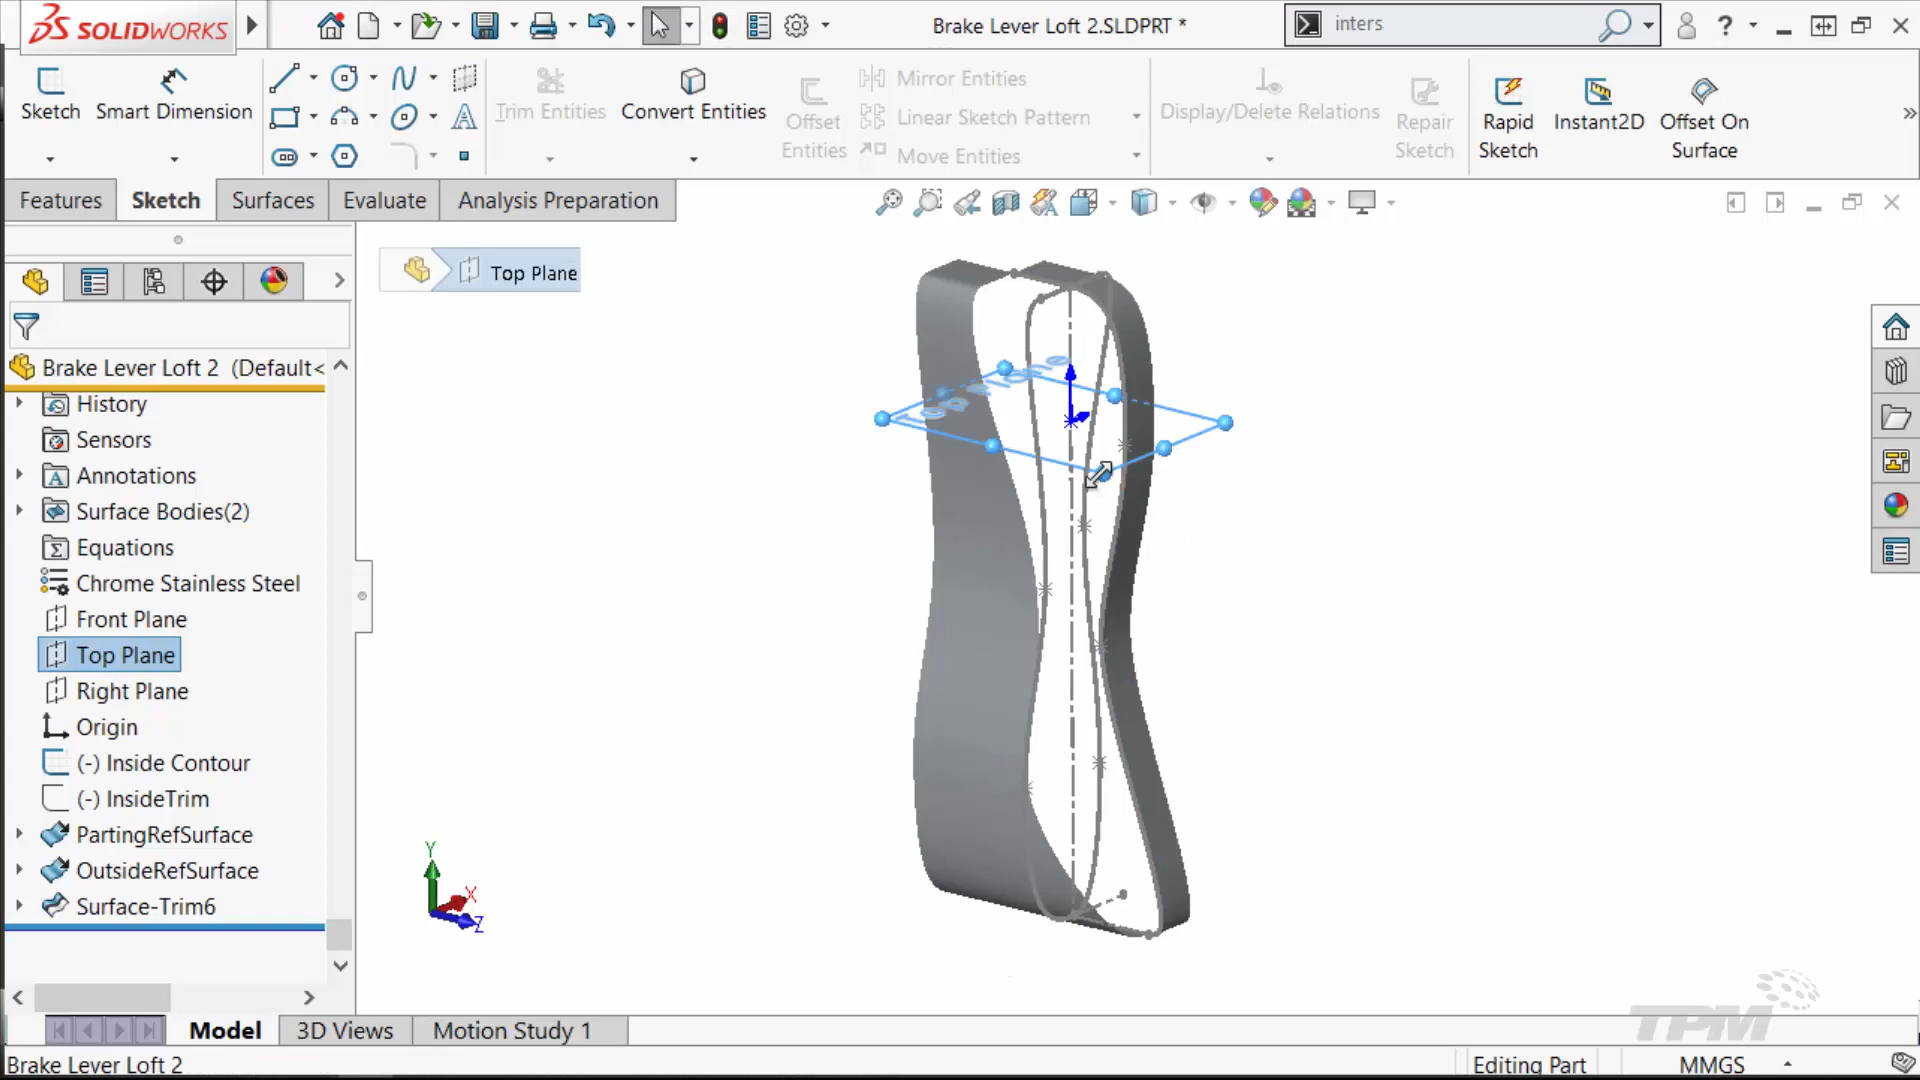 SOLIDWORKS
Brake Lever Loft 2.SLDPRT *
inters
?
Sketch
Smart Dimension
Trim Entities
Convert Entities
Offset Entities
Mirror Entities
Linear Sketch Pattern
Move Entities
Display/Delete Relations
Repair Sketch
Rapid Sketch
Instant2D
Offset On Surface
Features
Sketch
Surfaces
Evaluate
Analysis Preparation
Top Plane
Top Plane
Brake Lever Loft 2 (Default<
History
Sensors
Annotations
Surface Bodies(2)
Equations
Chrome Stainless Steel
Front Plane
Top Plane
Right Plane
Origin
(-) Inside Contour
(-) InsideTrim
PartingRefSurface
OutsideRefSurface
Surface-Trim6
Y
X
Z
TPM
Model
3D Views
Motion Study 1
Brake Lever Loft 2
Editing Part
MMGS